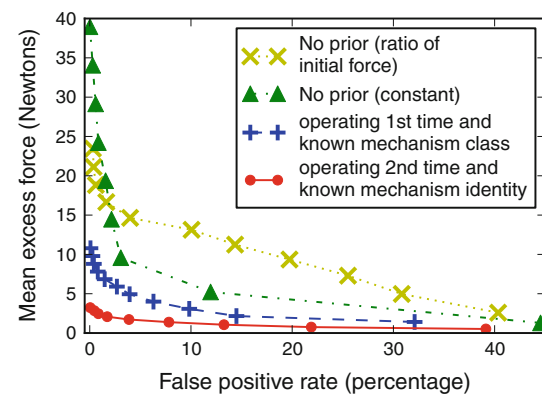 40
35
30
25
20
15
10
5
0
Mean excess force (Newtons)
No prior (ratio of
initial force)
No prior (constant)
operating 1st time and
known mechanism class
operating 2nd time and
known mechanism identity
0
10
20
30
40
False positive rate (percentage)